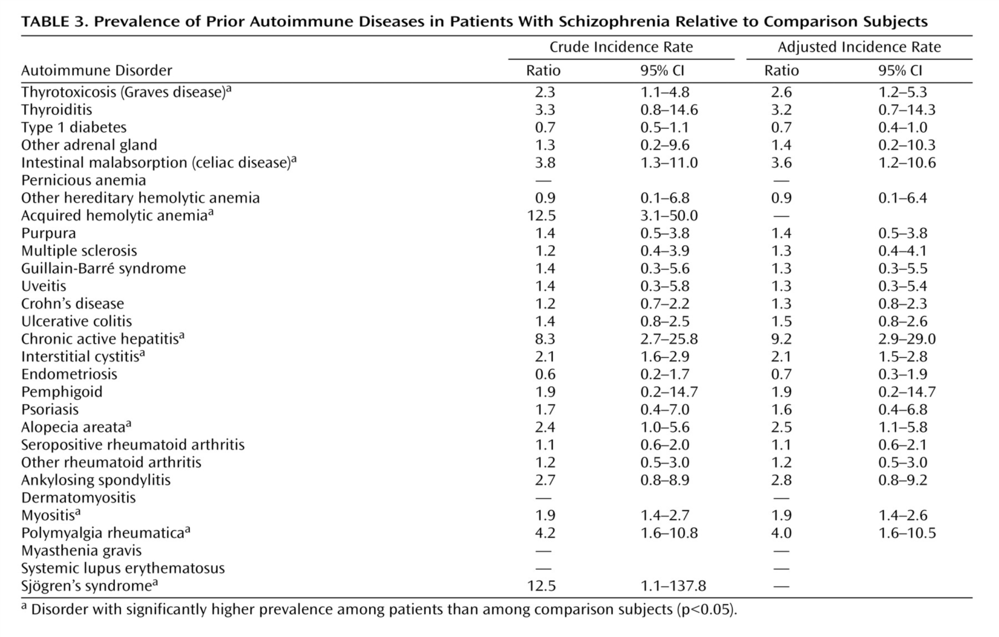 TABLE 3. Prevalence of Prior Autoimmune Diseases in Patients With Schizophrenia Relative to Comparison Subjects
Crude Incidence Rate Adjusted Incidence Rate
Autoimmune Disorder Ratio 95% CI Ratio 95% CI
Thyrotoxicosis (Graves disease)a 2.3 1.1–4.8 2.6 1.2–5.3
Thyroiditis 3.3 0.8–14.6 3.2 0.7–14.3
Type 1 diabetes 0.7 0.5–1.1 0.7 0.4–1.0
Other adrenal gland 1.3 0.2–9.6 1.4 0.2–10.3
Intestinal malabsorption (celiac disease)a 3.8 1.3–11.0 3.6 1.2–10.6
Pernicious anemia — —
Other hereditary hemolytic anemia 0.9 0.1–6.8 0.9 0.1–6.4
Acquired hemolytic anemiaa 12.5 3.1–50.0 —
Purpura 1.4 0.5–3.8 1.4 0.5–3.8
Multiple sclerosis 1.2 0.4–3.9 1.3 0.4–4.1
Guillain-Barré syndrome 1.4 0.3–5.6 1.3 0.3–5.5
Uveitis 1.4 0.3–5.8 1.3 0.3–5.4
Crohn’s disease 1.2 0.7–2.2 1.3 0.8–2.3
Ulcerative colitis 1.4 0.8–2.5 1.5 0.8–2.6
Chronic active hepatitisa 8.3 2.7–25.8 9.2 2.9–29.0
Interstitial cystitisa 2.1 1.6–2.9 2.1 1.5–2.8
Endometriosis 0.6 0.2–1.7 0.7 0.3–1.9
Pemphigoid 1.9 0.2–14.7 1.9 0.2–14.7
Psoriasis 1.7 0.4–7.0 1.6 0.4–6.8
Alopecia areataa 2.4 1.0–5.6 2.5 1.1–5.8
Seropositive rheumatoid arthritis 1.1 0.6–2.0 1.1 0.6–2.1
Other rheumatoid arthritis 1.2 0.5–3.0 1.2 0.5–3.0
Ankylosing spondylitis 2.7 0.8–8.9 2.8 0.8–9.2
Dermatomyositis — —
Myositisa 1.9 1.4–2.7 1.9 1.4–2.6
Polymyalgia rheumaticaa 4.2 1.6–10.8 4.0 1.6–10.5
Myasthenia gravis — —
Systemic lupus erythematosus — —
Sjögren’s syndromea 12.5 1.1–137.8 —
a Disorder with significantly higher prevalence among patients than among comparison subjects (p<0.05).